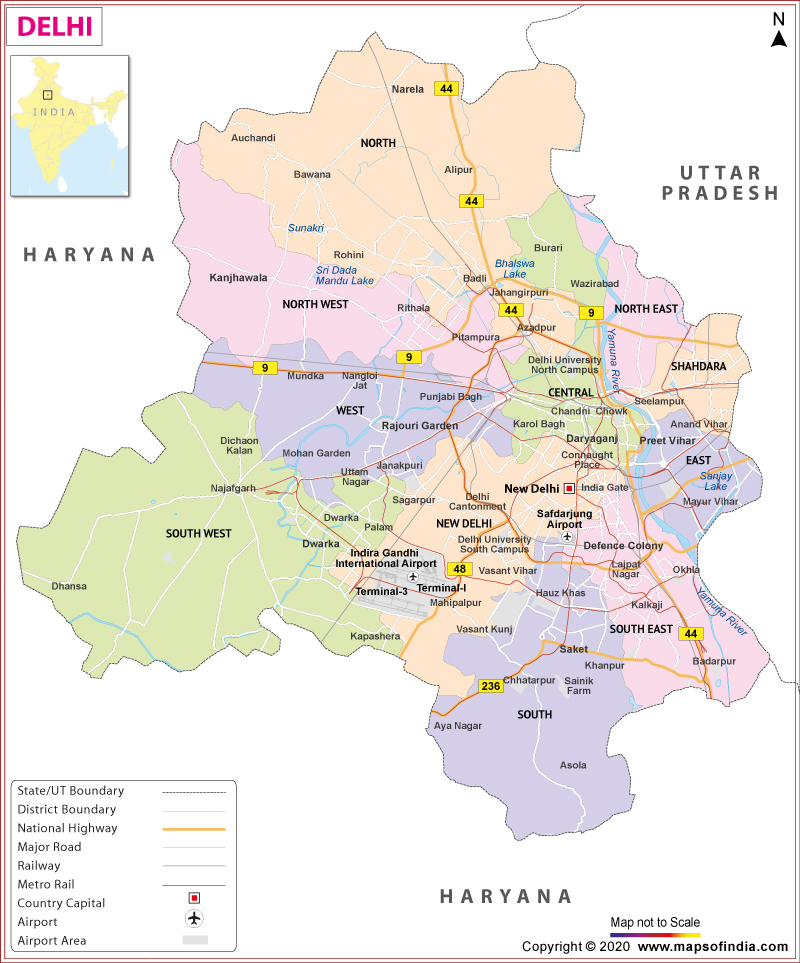 DELHI
N
INDIA
UTTAR
PRADESH
HARYANA
Narela
44
Auchandi
NORTH
Alipur
Bawana
44
Sunakri
Rohini
Burari
Bhalswa
Lake
Sri Dada
Mandu Lake
Kanjhawala
Badli
Wazirabad
Jahangirpuri
NORTH WEST
Rithala
44
9
NORTH EAST
Azadpur
Pitampura
Yamuna River
9
9
Mundka
Nangloi
Jat
Delhi University
North Campus
SHAHDARA
Punjabi Bagh
CENTRAL
Seelampur
WEST
Chandni Chowk
Rajouri Garden
Karol Bagh
Anand Vihar
Dichaon
Kalan
Daryaganj
Preet Vihar
Mohan Garden
Connaught
Place
EAST
Janakpuri
Uttam
Nagar
Sanjay
Lake
Najafgarh
New Delhi
India Gate
Sagarpur
Delhi
Cantonment
Mayur Vihar
Dwarka
Safdarjung
Airport
Palam
NEW DELHI
SOUTH WEST
Dwarka
Delhi University
South Campus
Defence Colony
Indira Gandhi
International Airport
48
Vasant Vihar
Lajpat
Nagar
Okhla
Dhansa
Terminal-3
Terminal-I
Hauz Khas
Mahipalpur
Kalkaji
Yamuna River
Kapashera
Vasant Kunj
SOUTH EAST
44
Saket
Badarpur
Khanpur
236
Chhatarpur
Sainik
Farm
SOUTH
Aya Nagar
Asola
State/UT Boundary
District Boundary
National Highway
Major Road
Railway
Metro Rail
Country Capital
Airport
Airport Area
HARYANA
Map not to Scale
Copyright © 2020 www.mapsofindia.com